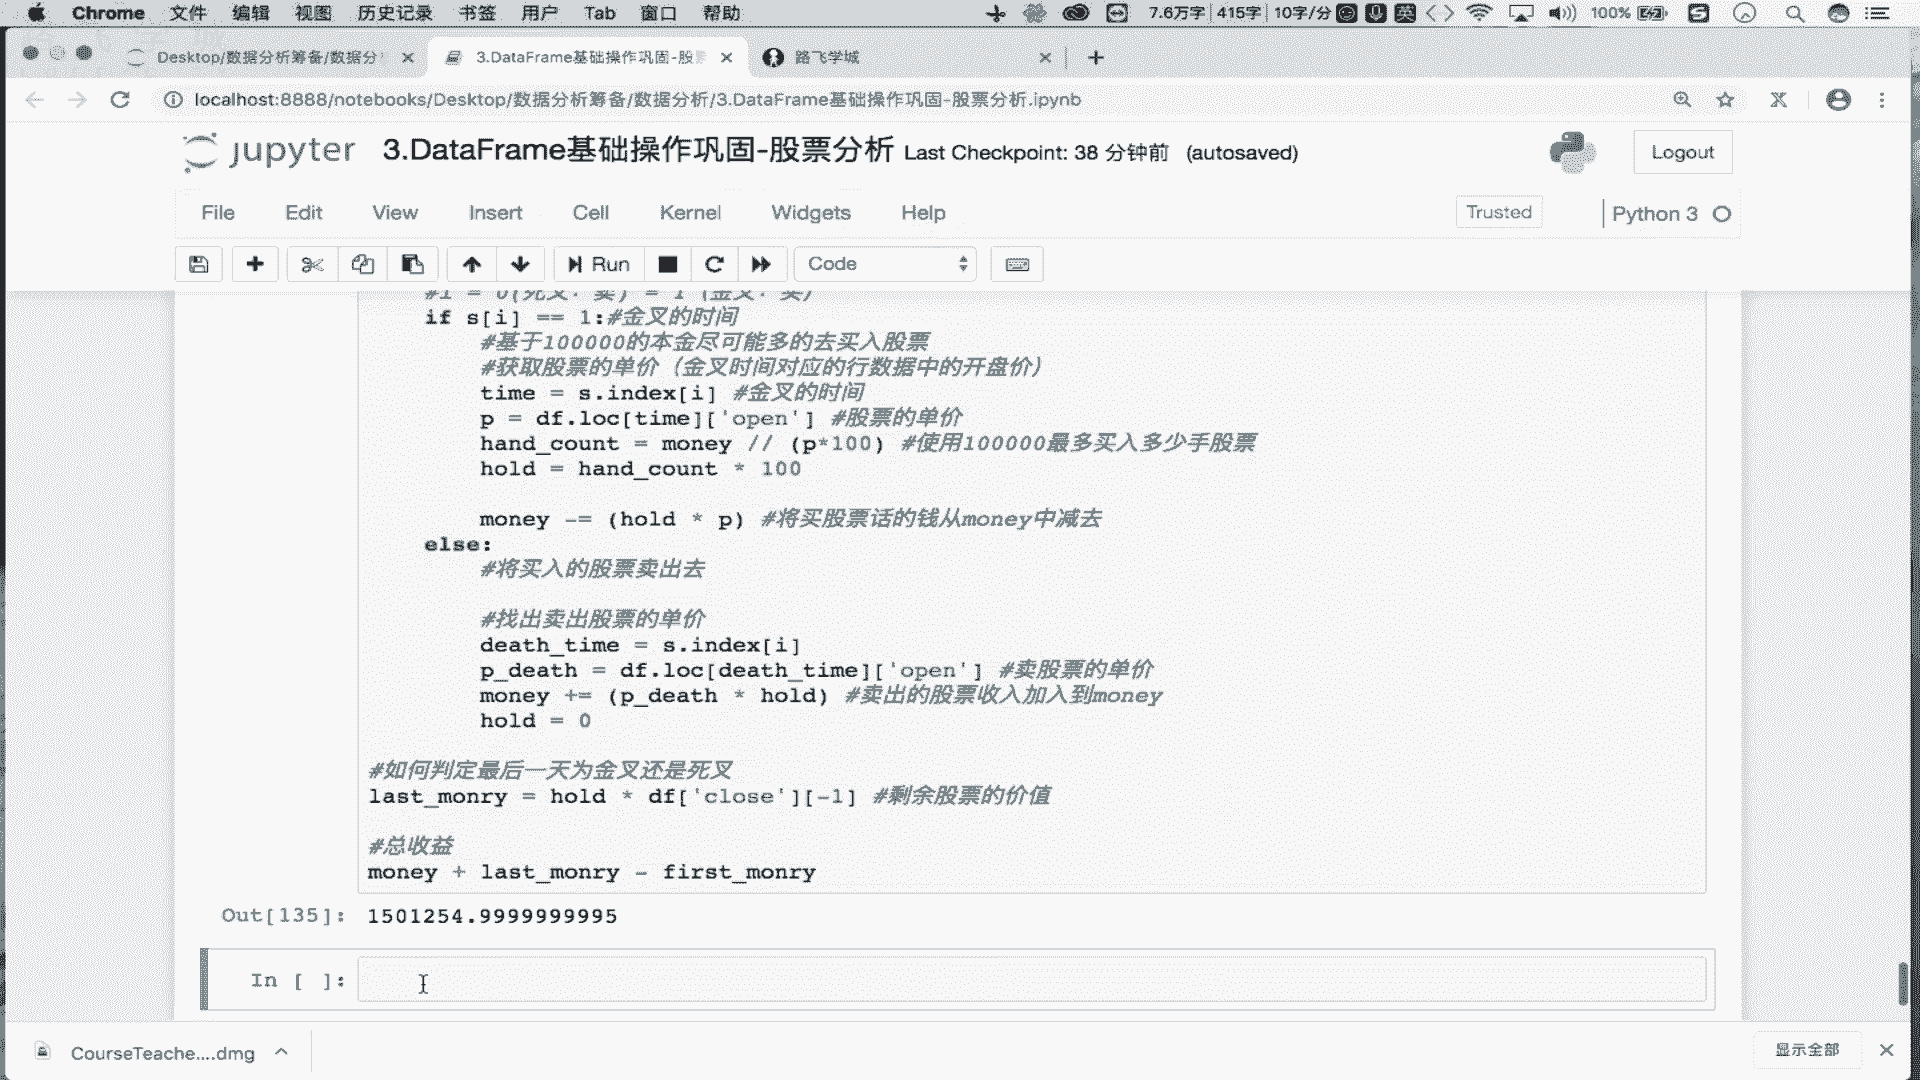 Chrome 文件 编辑 视图 历史记录 书签 用户 Tab 窗口 帮助 7.6万字 415字 10字/分 英 100%
Desktop/数据分析筹备/数据分 3.DataFrame基础操作巩固-股 路飞学城
localhost:8888/notebooks/Desktop/数据分析筹备/数据分析/3.DataFrame基础操作巩固-股票分析.ipynb
jupyter 3.DataFrame基础操作巩固-股票分析 Last Checkpoint: 38 分钟前 (autosaved) Logout
File Edit View Insert Cell Kernel Widgets Help Trusted Python 3
Run Code
if s[i] == 1:#金叉的时间
#基于100000的本金尽可能多的去买入股票
#获取股票的单价（金叉时间对应的行数据中的开盘价）
time = s.index[i] #金叉的时间
p = df.loc[time]['open'] #股票的单价
hand_count = money // (p*100) #使用100000最多买入多少手股票
hold = hand_count * 100
money -= (hold * p) #将买股票话的钱从money中减去
else:
#将买入的股票卖出去
#找出卖出股票的单价
death_time = s.index[i]
p_death = df.loc[death_time]['open'] #卖股票的单价
money += (p_death * hold) #卖出的股票收入加入到money
hold = 0
#如何判定最后一天为金叉还是死叉
last_monry = hold * df['close'][-1] #剩余股票的价值
#总收益
money + last_monry - first_monry
Out[135]: 1501254.9999999995
In [ ]:
CourseTeache....dmg 显示全部